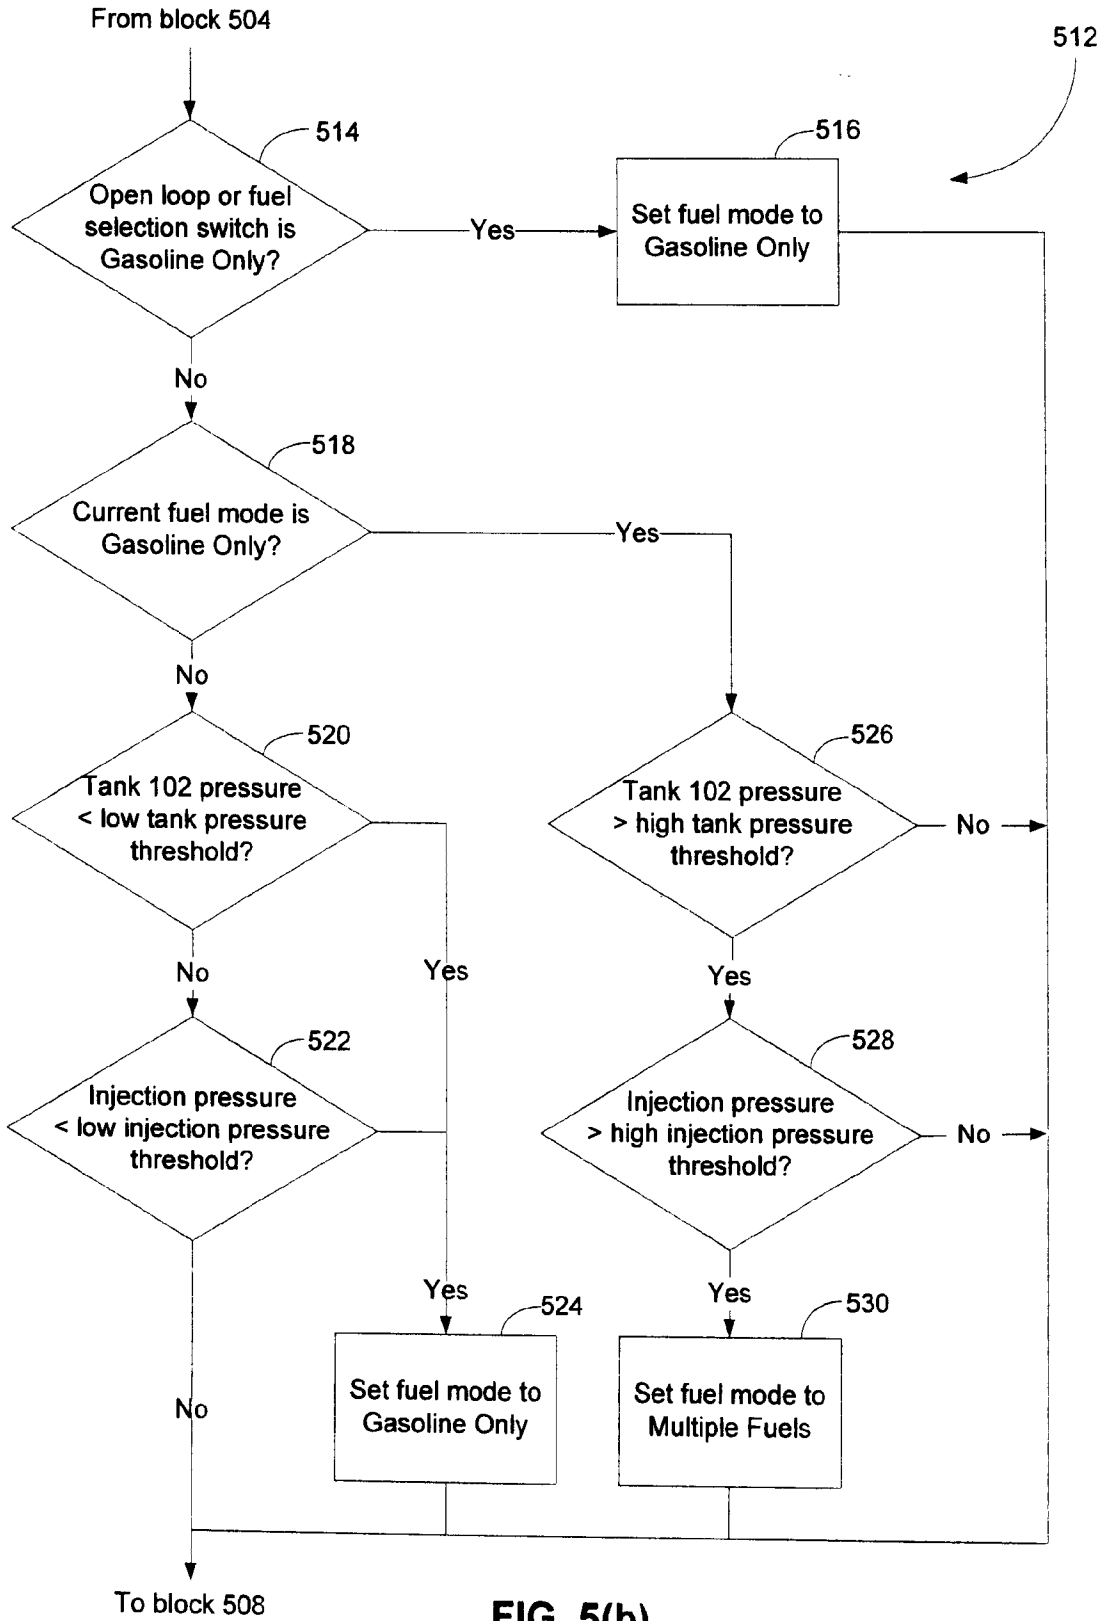 From block 504
512
514
516
Open loop or fuel
selection switch is
Gasoline Only?
Yes
Set fuel mode to
Gasoline Only
No
518
Current fuel mode is
Gasoline Only?
Yes
No
520
526
Tank 102 pressure
< low tank pressure
threshold?
Tank 102 pressure
> high tank pressure
threshold?
No
No
Yes
Yes
522
528
Injection pressure
< low injection pressure
threshold?
Injection pressure
> high injection pressure
threshold?
No
Yes
Yes
524
530
Set fuel mode to
Gasoline Only
Set fuel mode to
Multiple Fuels
No
To block 508
FIG. 5(b)